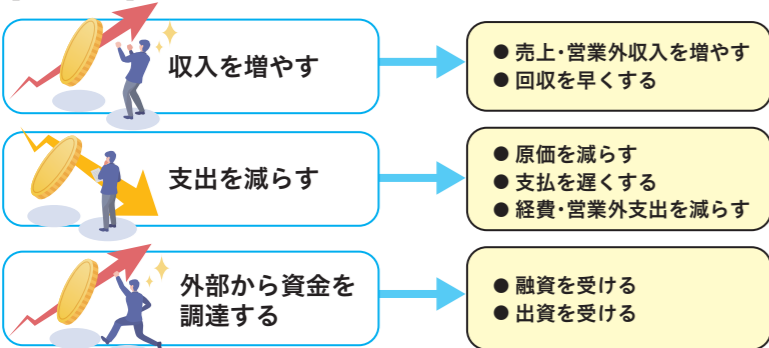 収入を増やす
● 売上・営業外収入を増やす
● 回収を早くする
支出を減らす
● 原価を減らす
● 支払を遅くする
● 経費・営業外支出を減らす
外部から資金を
調達する
● 融資を受ける
● 出資を受ける